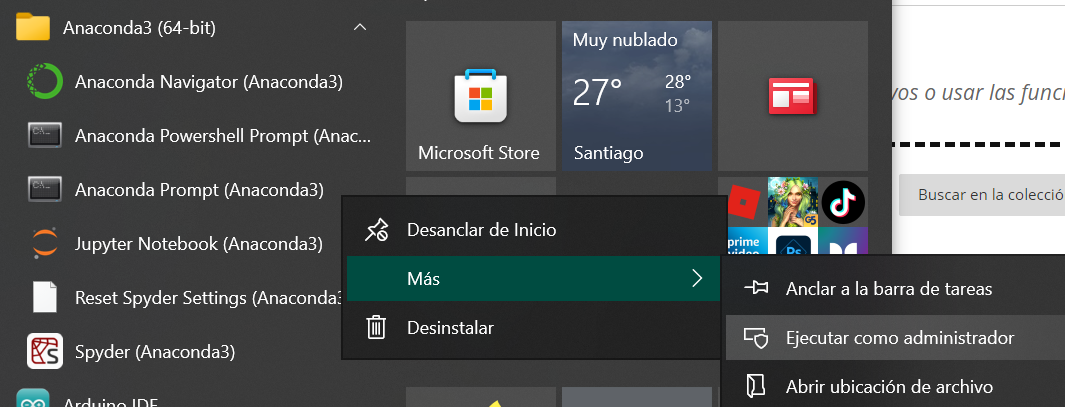 Anaconda3 (64-bit)
Anaconda Navigator (Anaconda3)
Anaconda Powershell Prompt (Anac...
Anaconda Prompt (Anaconda3)
Jupyter Notebook (Anaconda3)
Reset Spyder Settings (Anaconda3
Spyder (Anaconda3)
Arduino IDE
Microsoft Store
Muy nublado
27°
28°
13°
Santiago
prime
video
Ps
G5
Desanclar de Inicio
Más
Desinstalar
Anclar a la barra de tareas
Ejecutar como administrador
Abrir ubicación de archivo
vos o usar las func
Buscar en la colecció